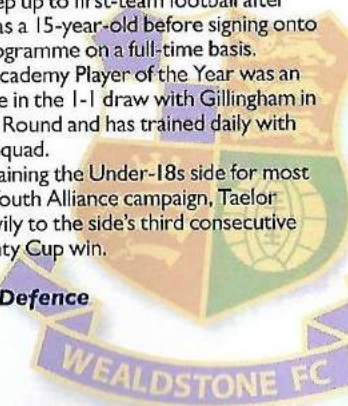 ep up to first-team football after
as a 15-year-old before signing onto
ogramme on a full-time basis.
cademy Player of the Year was an
e in the 1-1 draw with Gillingham in
Round and has trained daily with
quad.
aining the Under-18s side for most
outh Alliance campaign, Taelor
vily to the side's third consecutive
nty Cup win.
Defence
WEALDSTONE FC